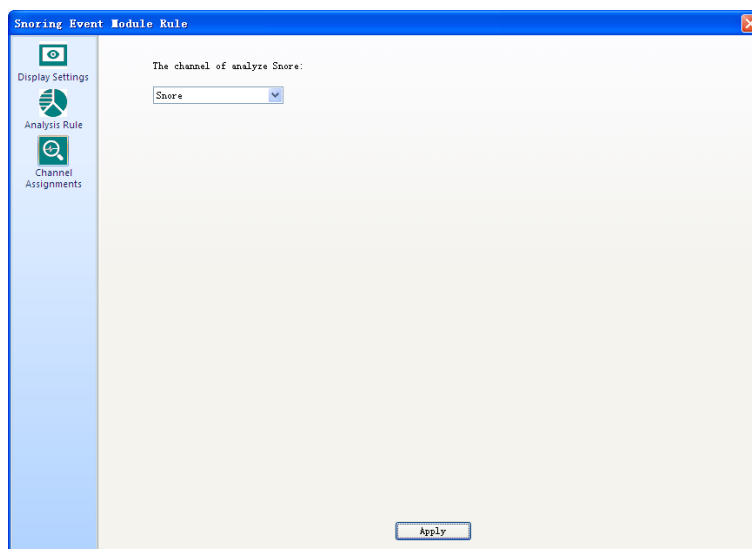 Snoring Event Module Rule
Display Settings
Analysis Rule
Channel
Assignments
The channel of analyze Snore:
Snore
Apply